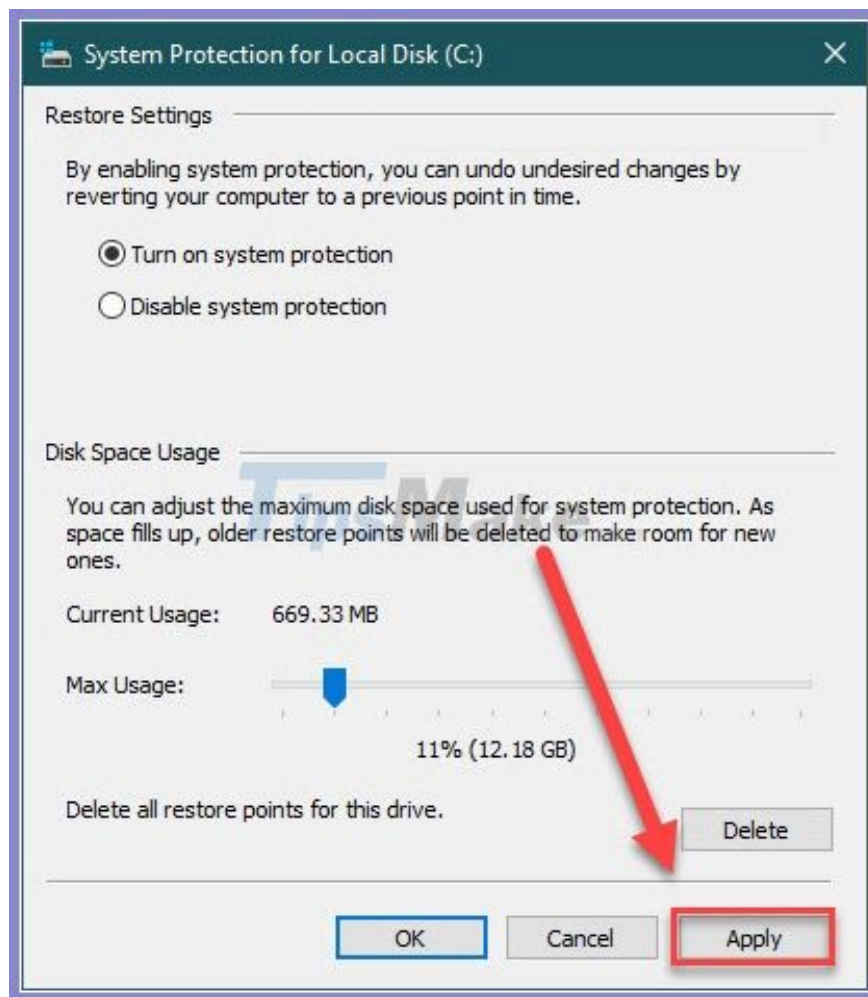 System Protection for Local Disk (C:)
Restore Settings
By enabling system protection, you can undo undesired changes by
reverting your computer to a previous point in time.
Turn on system protection
Disable system protection
Disk Space Usage
TipsMake
You can adjust the maximum disk space used for system protection. As
space fills up, older restore points will be deleted to make room for new
ones.
Current Usage: 669.33 MB
Max Usage:
11% (12.18 GB)
Delete all restore points for this drive.
Delete
OK Cancel Apply